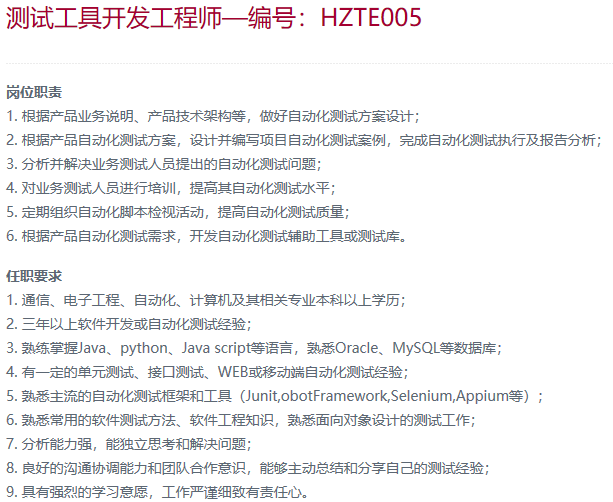 测试工具开发工程师—编号：HZTE005
岗位职责
1. 根据产品业务说明、产品技术架构等，做好自动化测试方案设计；
2. 根据产品自动化测试方案，设计并编写项目自动化测试案例，完成自动化测试执行及报告分析；
3. 分析并解决业务测试人员提出的自动化测试问题；
4. 对业务测试人员进行培训，提高其自动化测试水平；
5. 定期组织自动化脚本检视活动，提高自动化测试质量；
6. 根据产品自动化测试需求，开发自动化测试辅助工具或测试库。
任职要求
1. 通信、电子工程、自动化、计算机及其相关专业本科以上学历；
2. 三年以上软件开发或自动化测试经验；
3. 熟练掌握Java、python、Java script等语言，熟悉Oracle、MySQL等数据库；
4. 有一定的单元测试、接口测试、WEB或移动端自动化测试经验；
5. 熟悉主流的自动化测试框架和工具（Junit,obotFramework,Selenium,Appium等）；
6. 熟悉常用的软件测试方法、软件工程知识，熟悉面向对象设计的测试工作；
7. 分析能力强，能独立思考和解决问题；
8. 良好的沟通协调能力和团队合作意识，能够主动总结和分享自己的测试经验；
9. 具有强烈的学习意愿，工作严谨细致有责任心。